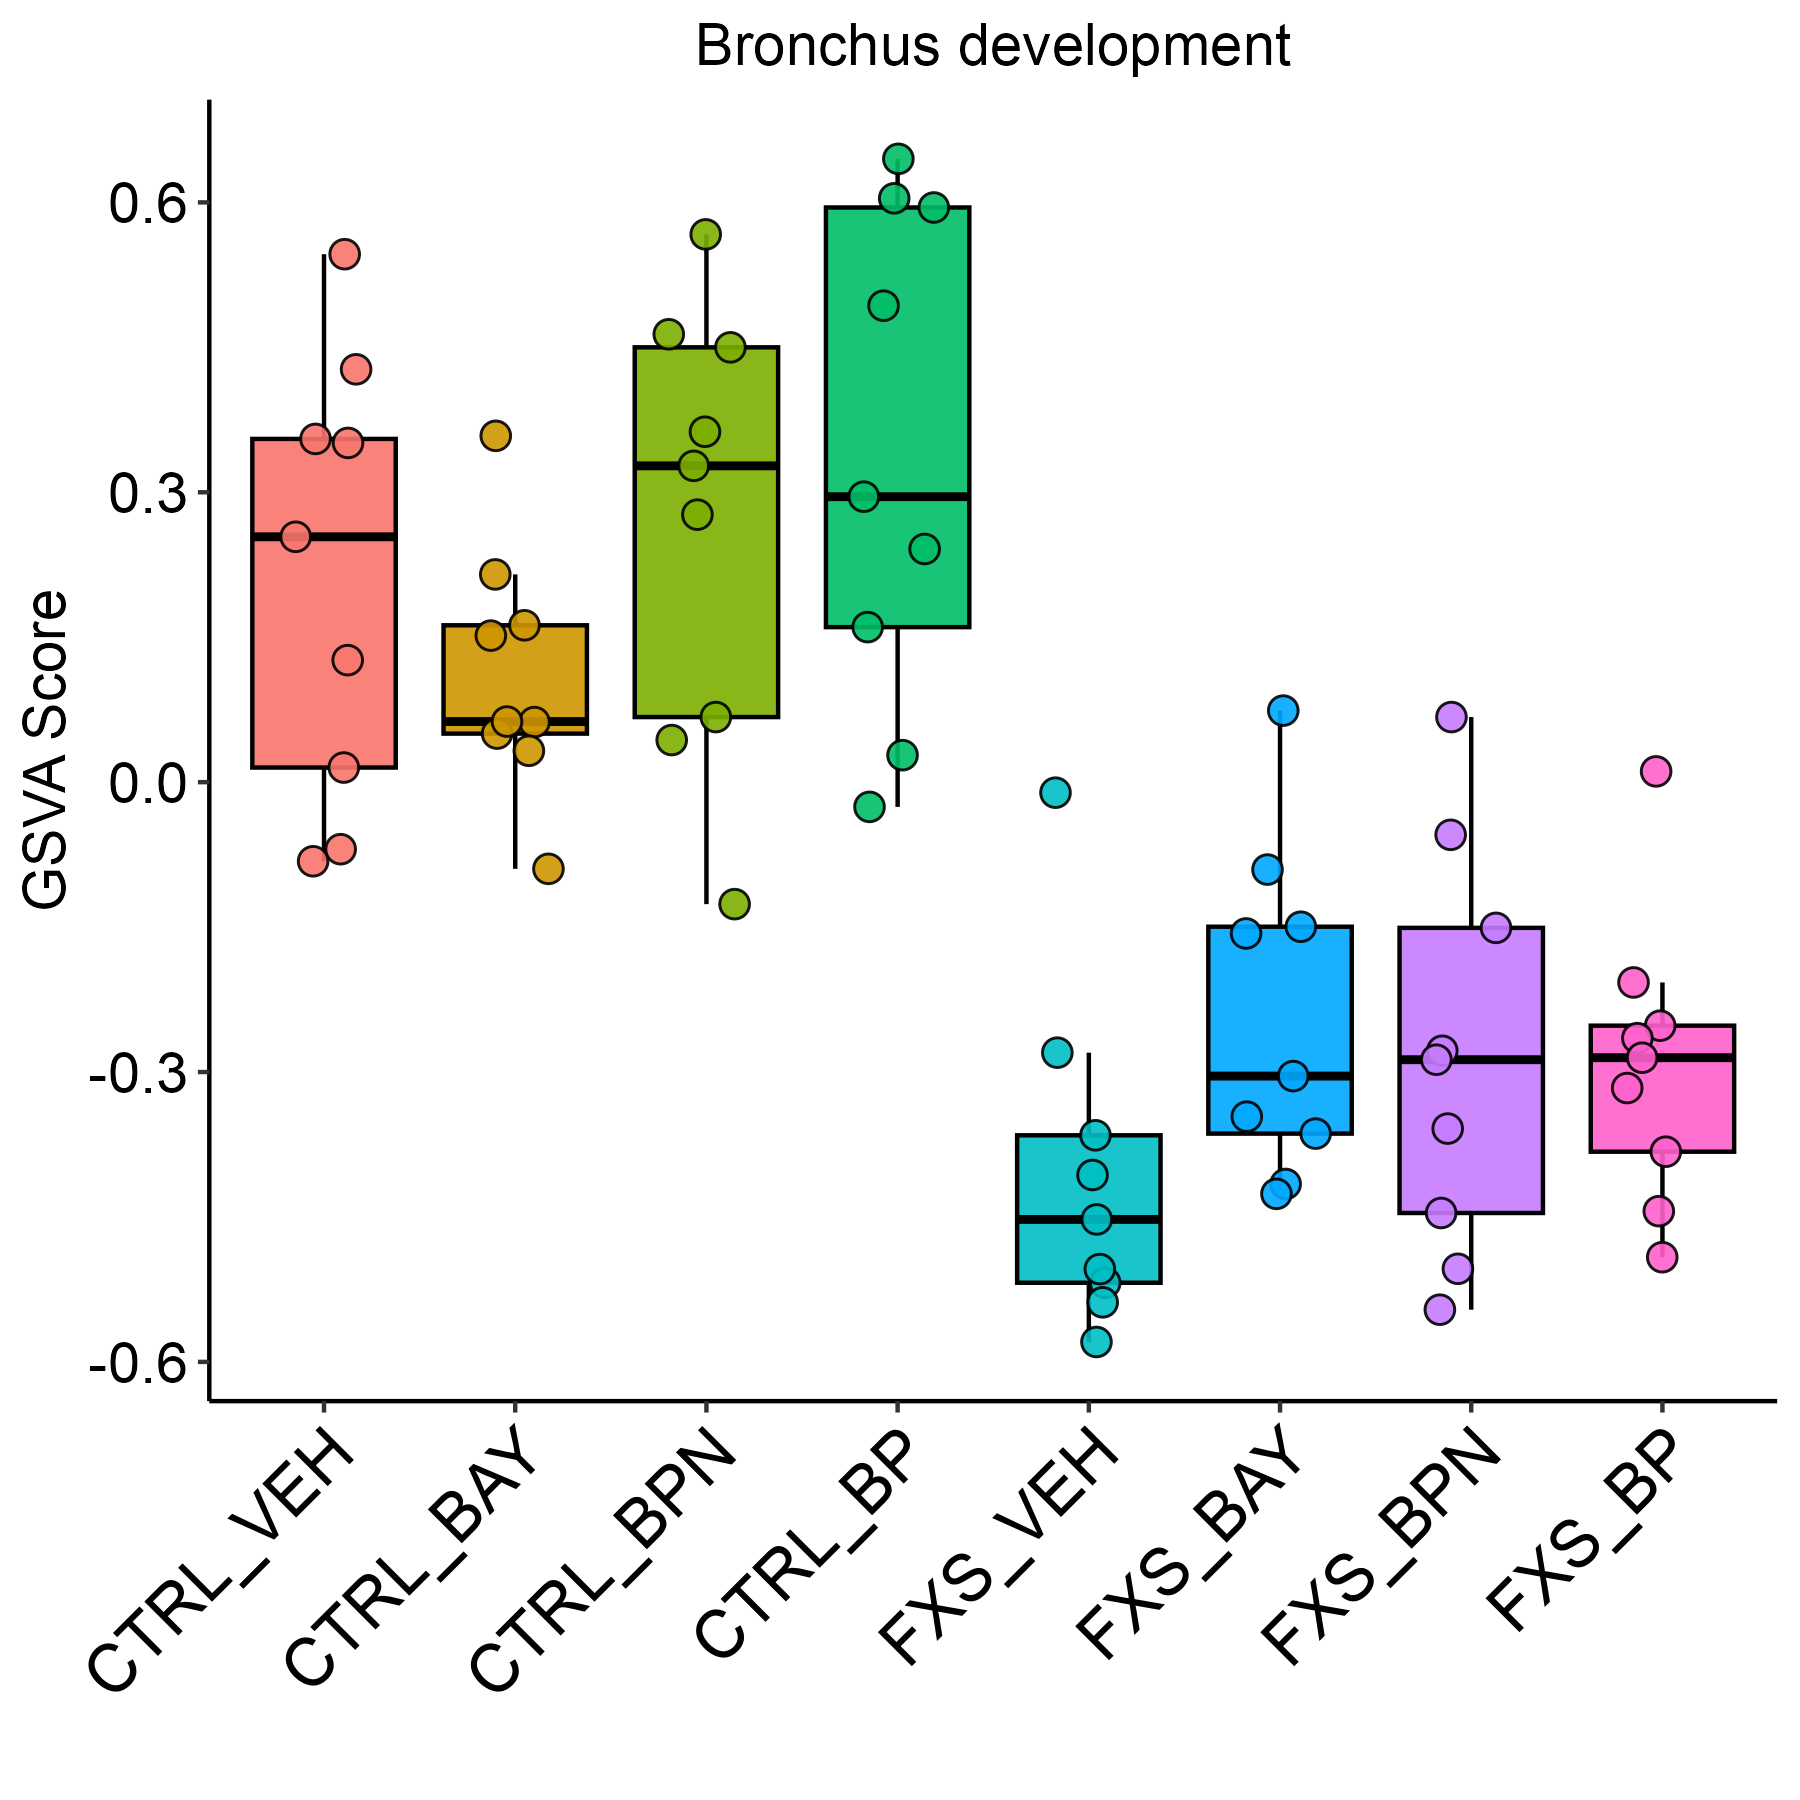 Bronchus development
GSVA Score
0.6
0.3
0.0
-0.3
-0.6
CTRL_VEH
CTRL_BAY
CTRL_BPN
CTRL_BP
FXS_VEH
FXS_BAY
FXS_BPN
FXS_BP